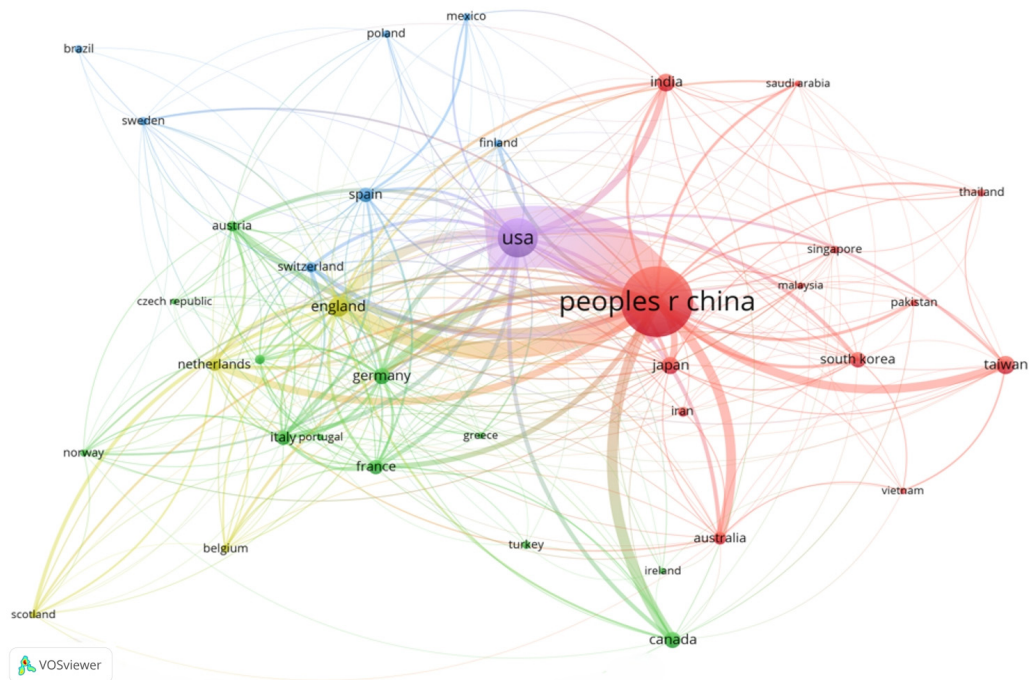 mexico
poland
brazil
india
saudi arabia
sweden
finland
thailand
spain
austria
usa
singapore
switzerland
malaysia
czech republic
england
peoples r china
pakistan
netherlands
germany
japan
south korea
taiwan
iran
italy
portugal
greece
norway
france
vietnam
belgium
turkey
australia
ireland
scotland
canada
VOSviewer